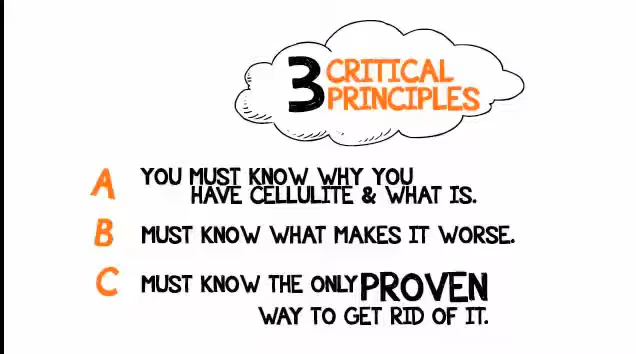 3 CRITICAL
PRINCIPLES
A YOU MUST KNOW WHY YOU
HAVE CELLULITE & WHAT IS.
B MUST KNOW WHAT MAKES IT WORSE.
C MUST KNOW THE ONLY PROVEN
WAY TO GET RID OF IT.